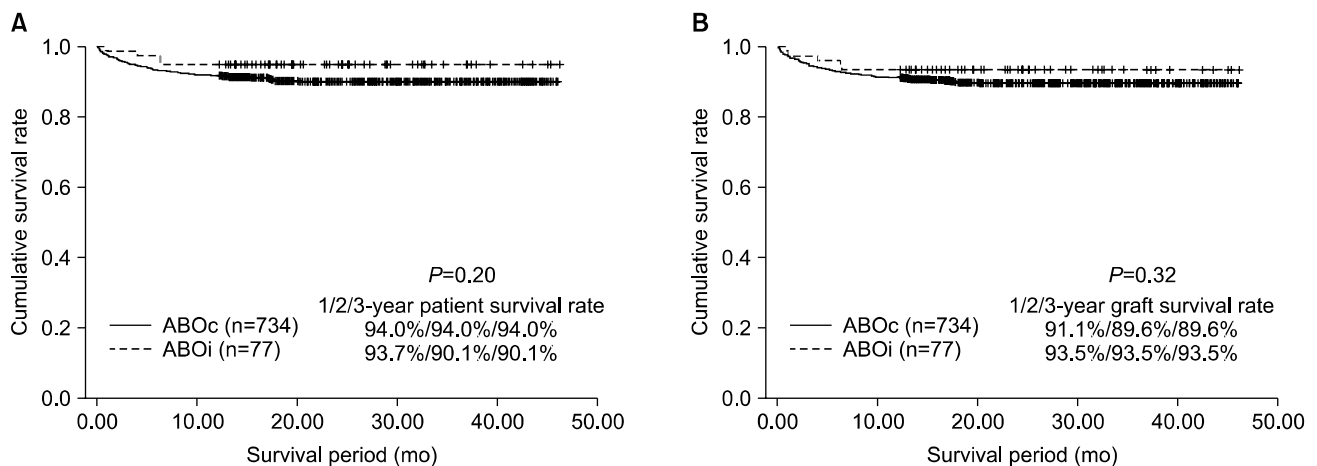 A
Cumulative survival rate
1.0
0.8
0.6
0.4
0.2
0.0
P=0.20
1/2/3-year patient survival rate
ABOc (n=734) 94.0%/94.0%/94.0%
ABOi (n=77) 93.7%/90.1%/90.1%
0.00 10.00 20.00 30.00 40.00 50.00
Survival period (mo)
B
Cumulative survival rate
1.0
0.8
0.6
0.4
0.2
0.0
P=0.32
1/2/3-year graft survival rate
ABOc (n=734) 91.1%/89.6%/89.6%
ABOi (n=77) 93.5%/93.5%/93.5%
0.00 10.00 20.00 30.00 40.00 50.00
Survival period (mo)